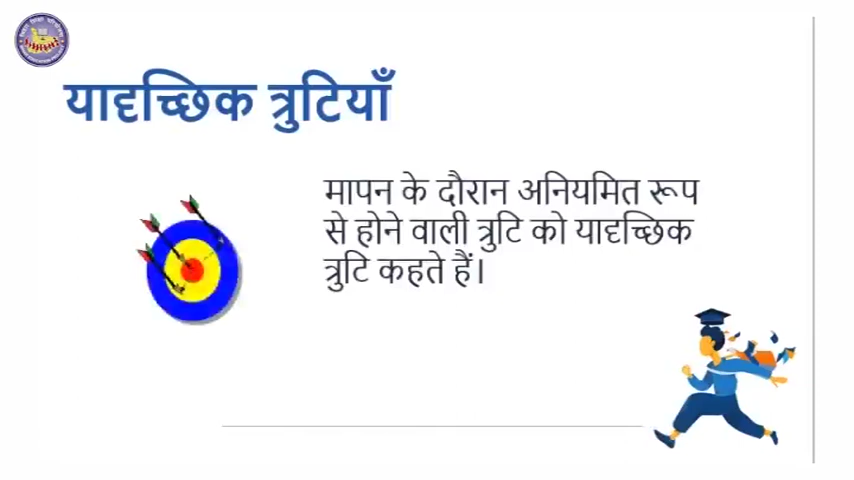 यादृच्छिक त्रुटियाँ
मापन के दौरान अनियमित रूप
से होने वाली त्रुटि को यादृच्छिक
त्रुटि कहते हैं।